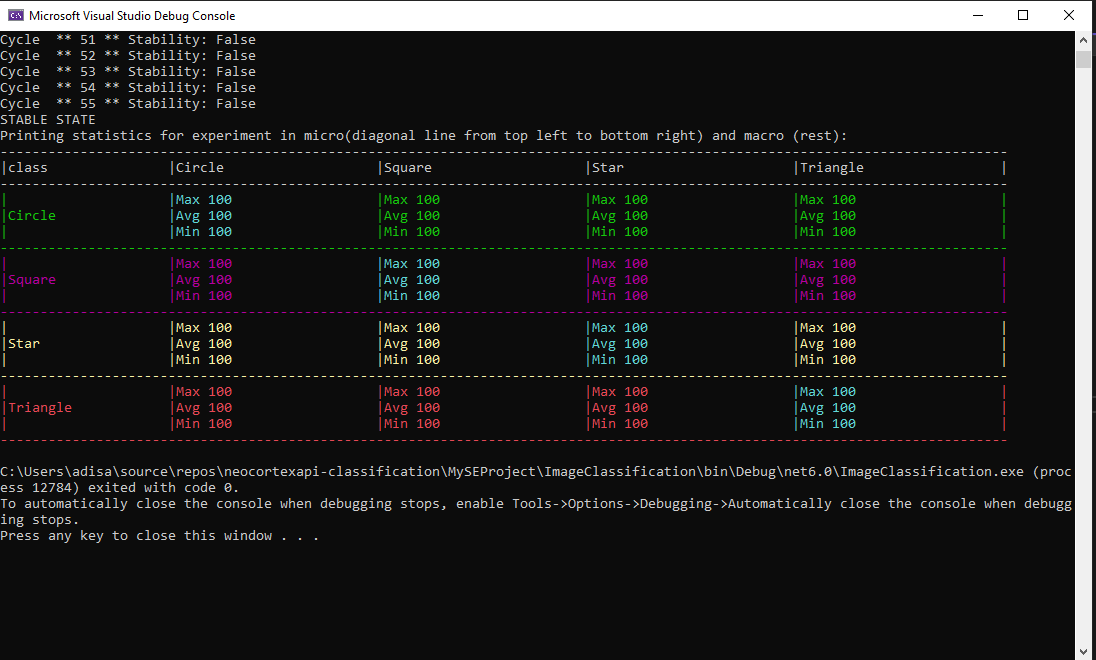 Microsoft Visual Studio Debug Console
Cycle  ** 51 ** Stability: False
Cycle  ** 52 ** Stability: False
Cycle  ** 53 ** Stability: False
Cycle  ** 54 ** Stability: False
Cycle  ** 55 ** Stability: False
STABLE STATE
Printing statistics for experiment in micro(diagonal line from top left to bottom right) and macro (rest):
|class |Circle |Square |Star |Triangle |
| |Max 100 |Max 100 |Max 100 |Max 100 |
|Circle |Avg 100 |Avg 100 |Avg 100 |Avg 100 |
| |Min 100 |Min 100 |Min 100 |Min 100 |
| |Max 100 |Max 100 |Max 100 |Max 100 |
|Square |Avg 100 |Avg 100 |Avg 100 |Avg 100 |
| |Min 100 |Min 100 |Min 100 |Min 100 |
| |Max 100 |Max 100 |Max 100 |Max 100 |
|Star |Avg 100 |Avg 100 |Avg 100 |Avg 100 |
| |Min 100 |Min 100 |Min 100 |Min 100 |
| |Max 100 |Max 100 |Max 100 |Max 100 |
|Triangle |Avg 100 |Avg 100 |Avg 100 |Avg 100 |
| |Min 100 |Min 100 |Min 100 |Min 100 |
C:\Users\adisa\source\repos\neocortexapi-classification\MySEProject\ImageClassification\bin\Debug\net6.0\ImageClassification.exe (proc
ess 12784) exited with code 0.
To automatically close the console when debugging stops, enable Tools->Options->Debugging->Automatically close the console when debugg
ing stops.
Press any key to close this window . . .